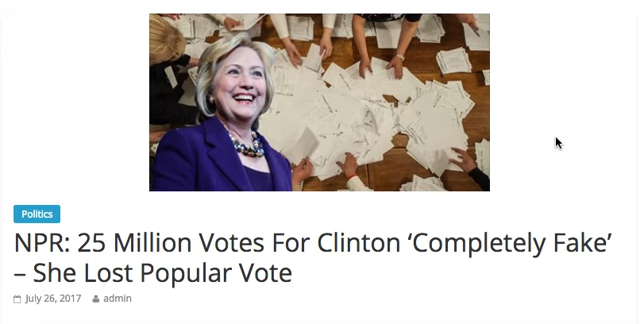 Politics
NPR: 25 Million Votes For Clinton ‘Completely Fake’
– She Lost Popular Vote
July 26, 2017 admin